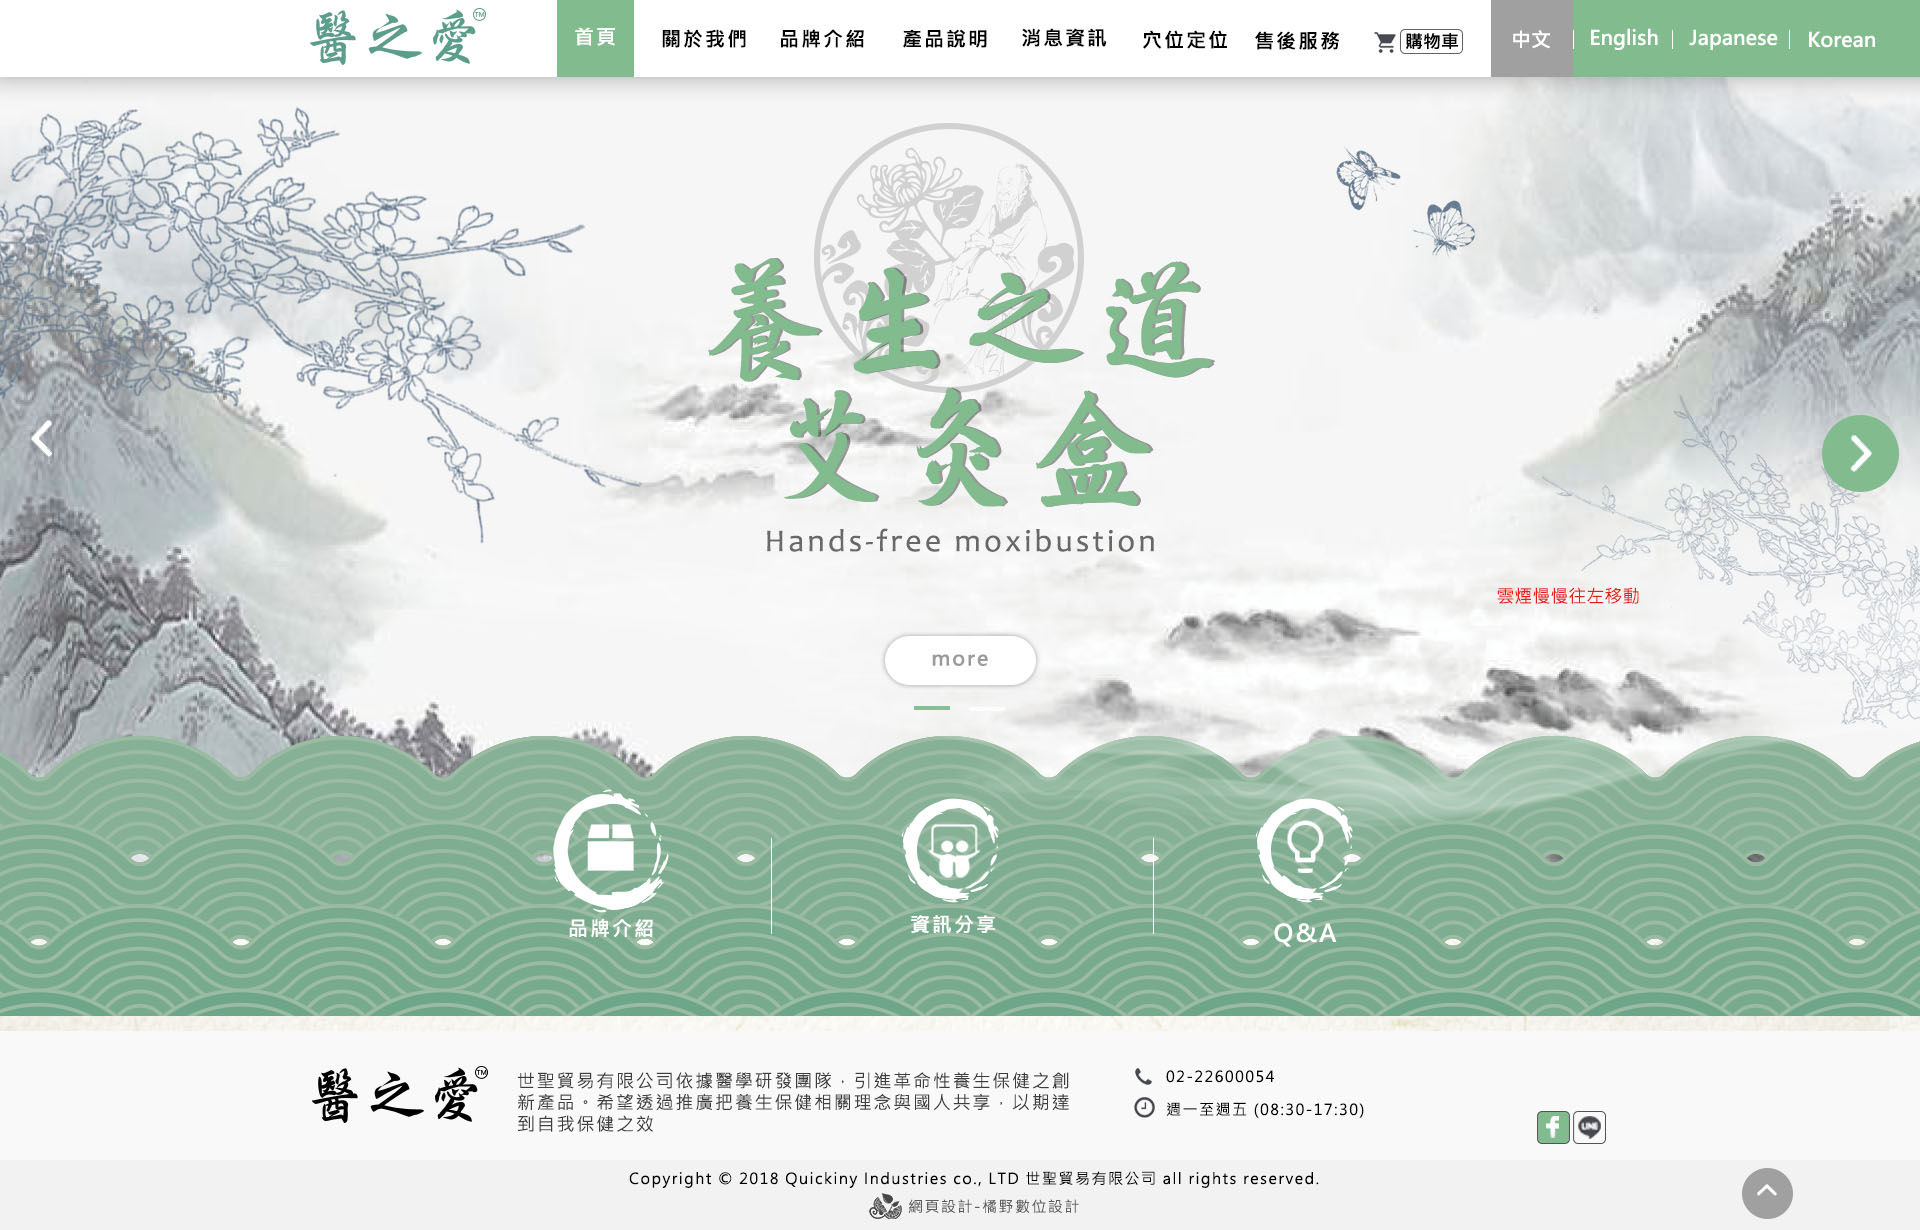 醫之愛™
首頁
關於我們
品牌介紹
產品說明
消息資訊
穴位定位
售後服務
購物車
中文
English
Japanese
Korean
養生之道
艾灸盒
Hands-free moxibustion
雲煙慢慢往左移動
more
品牌介紹
資訊分享
Q&A
醫之愛™
世聖貿易有限公司依據醫學研發團隊，引進革命性養生保健之創
新產品。希望透過推廣把養生保健相關理念與國人共享，以期達
到自我保健之效
02-22600054
週一至週五 (08:30-17:30)
f
LINE
Copyright © 2018 Quickiny Industries co., LTD 世聖貿易有限公司 all rights reserved.
網頁設計-橘野數位設計